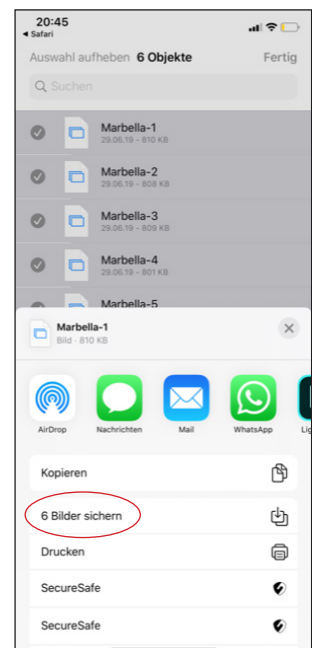 20:45
◂ Safari
Auswahl aufheben 6 Objekte Fertig
Suchen
Marbella-1
29.06.19 – 810 KB
Marbella-2
29.06.19 – 808 KB
Marbella-3
29.06.19 – 809 KB
Marbella-4
29.06.19 – 801 KB
Marbella-5
Marbella-1
Bild · 810 KB
AirDrop Nachrichten Mail WhatsApp Lig
Kopieren
6 Bilder sichern
Drucken
SecureSafe
SecureSafe